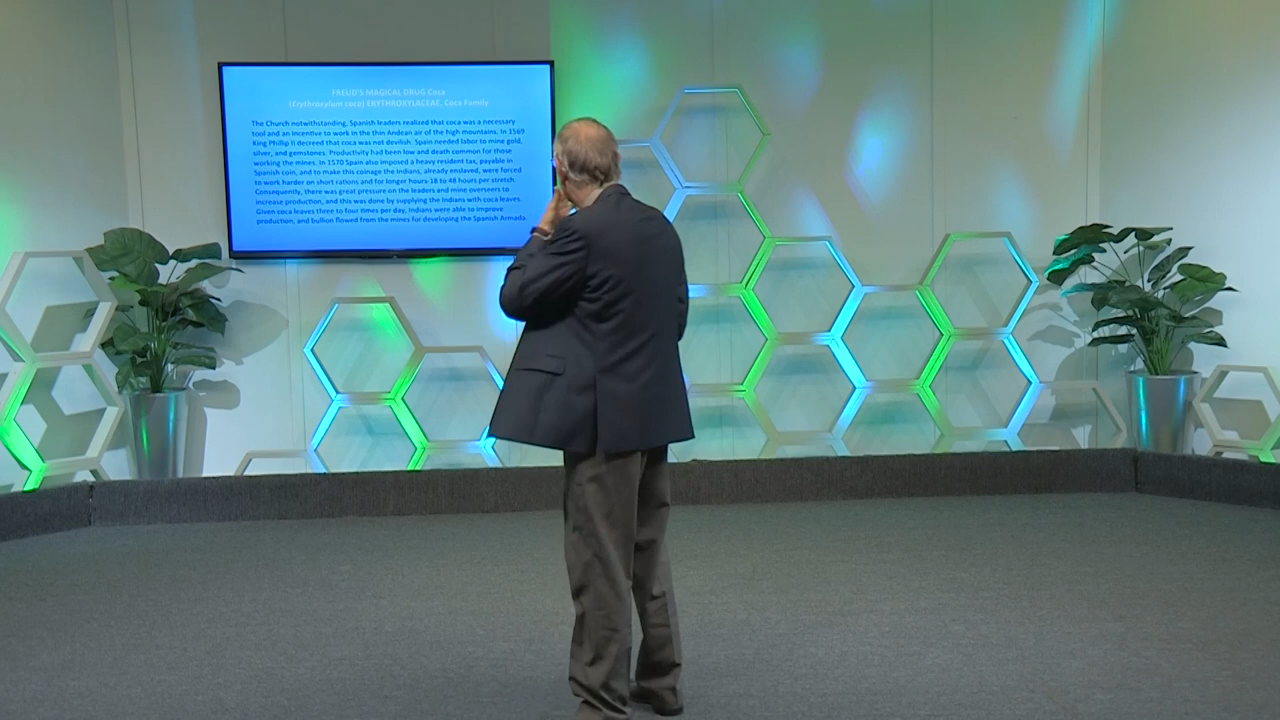 FREUD'S MAGICAL DRUG Coca
(Erythroxylum coca) ERYTHROXYLACEAE, Coca Family
The Church notwithstanding, Spanish leaders realized that coca was a necessary
tool and an incentive to work in the thin Andean air of the high mountains. In 1569
King Phillip II decreed that coca was not devilish. Spain needed labor to mine gold,
silver, and gemstones. Productivity had been low and death common for those
working the mines. In 1570 Spain also imposed a heavy resident tax, payable in
Spanish coin, and to make this coinage the Indians, already enslaved, were forced
to work harder on short rations and for longer hours 18 to 48 hours per stretch.
Consequently, there was great pressure on the leaders and mine overseers to
increase production, and this was done by supplying the Indians with coca leaves.
Given coca leaves three to four times per day, Indians were able to improve
production, and bullion flowed from the mines for developing the Spanish Armada.